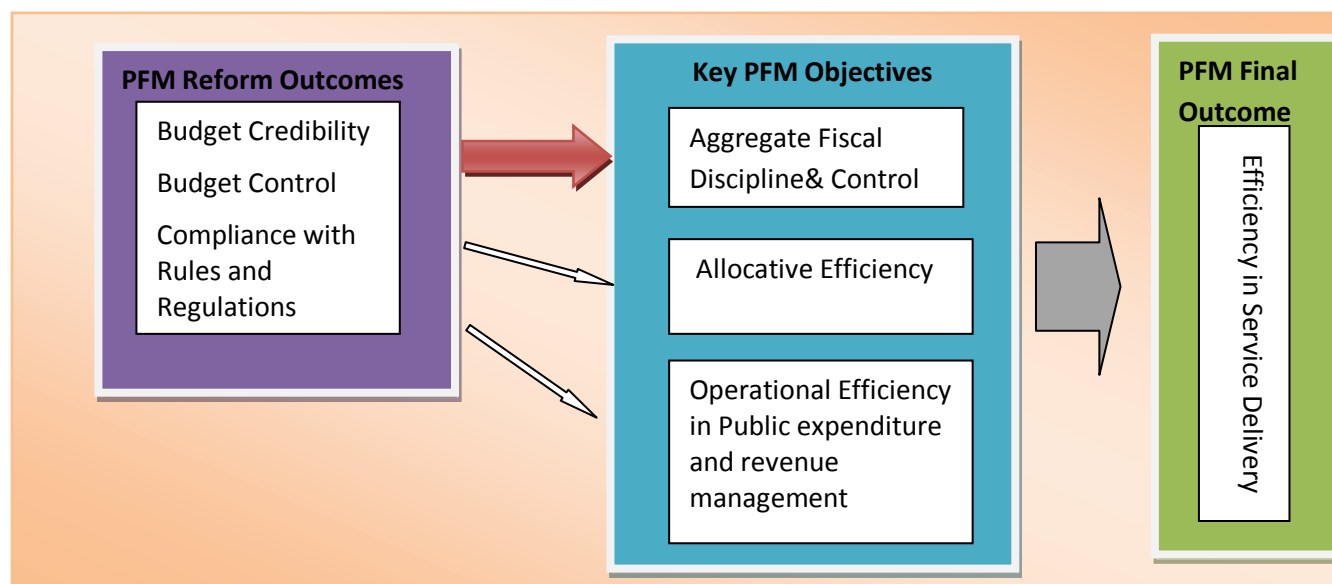 PFM Reform Outcomes
Budget Credibility
Budget Control
Compliance with
Rules and
Regulations
Key PFM Objectives
Aggregate Fiscal
Discipline& Control
Allocative Efficiency
Operational Efficiency
in Public expenditure
and revenue
management
PFM Final
Outcome
Efficiency in Service Delivery